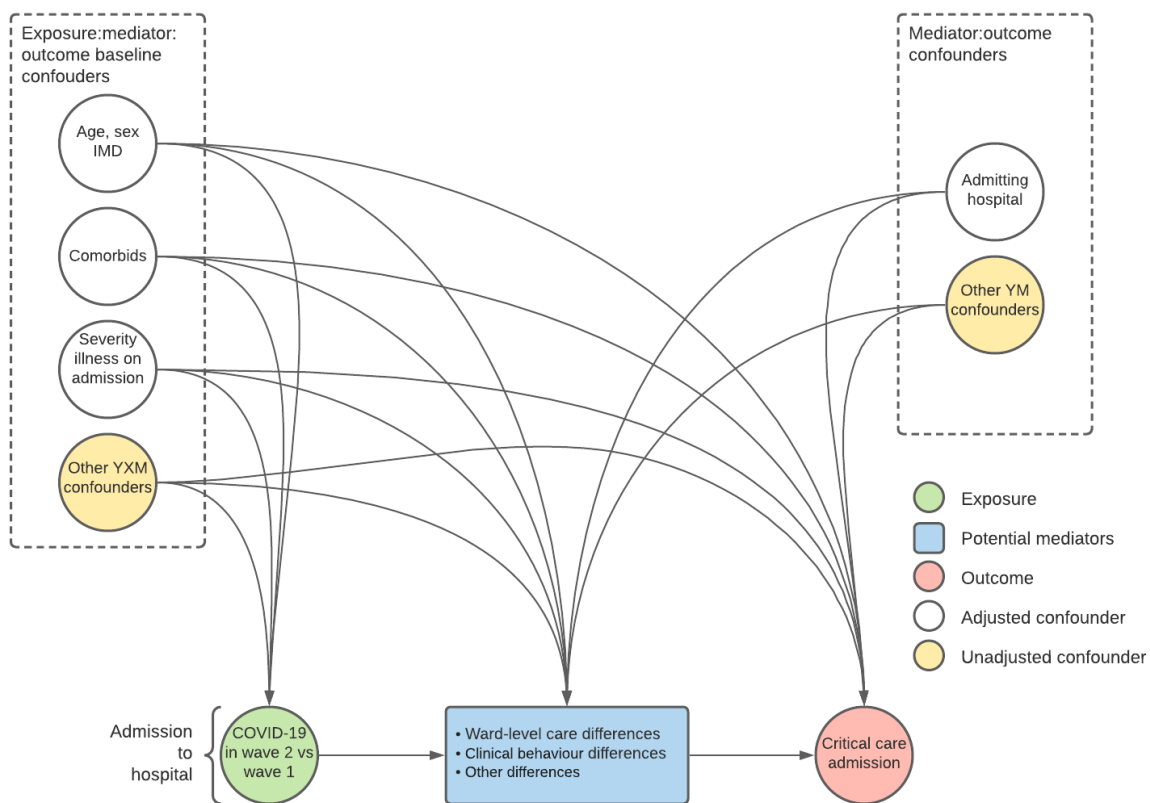 Exposure:mediator:
outcome baseline
confouders
Age, sex
IMD
Comorbids
Severity
illness on
admission
Other YXM
confounders
Mediator:outcome
confounders
Admitting
hospital
Other YM
confounders
Exposure
Potential mediators
Outcome
Adjusted confounder
Unadjusted confounder
Admission
to
hospital
COVID-19
in wave 2 vs
wave 1
• Ward-level care differences
• Clinical behaviour differences
• Other differences
Critical care
admission